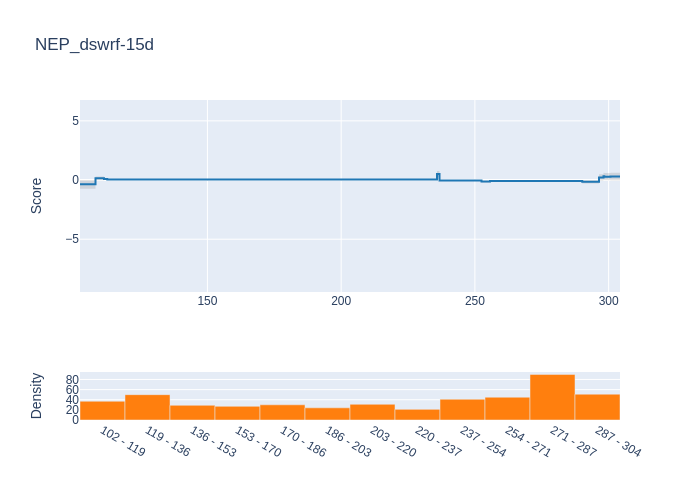 NEP_dswrf-15d
Score
5
0
−5
150
200
250
300
Density
80
60
40
20
0
102 - 119
119 - 136
136 - 153
153 - 170
170 - 186
186 - 203
203 - 220
220 - 237
237 - 254
254 - 271
271 - 287
287 - 304